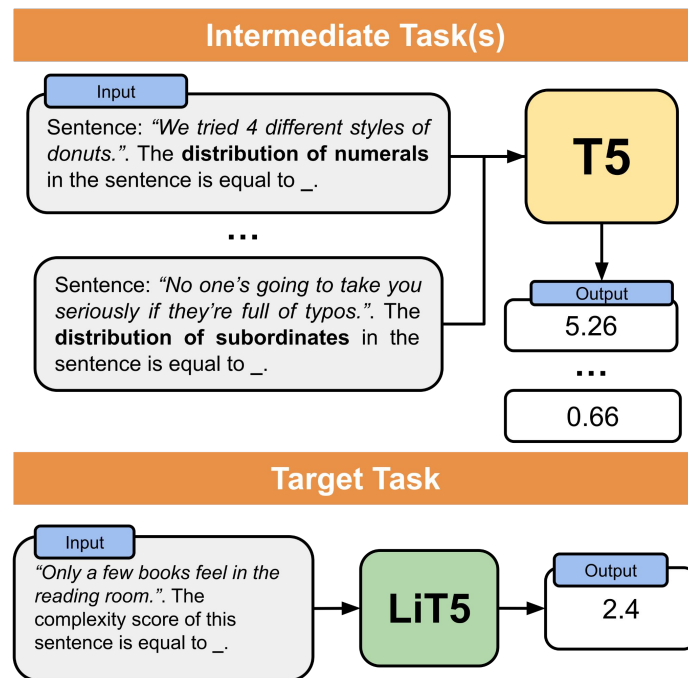 Intermediate Task(s)
Input
Sentence: “We tried 4 different styles of
donuts.”. The distribution of numerals
in the sentence is equal to _.
...
Sentence: “No one’s going to take you
seriously if they’re full of typos.”. The
distribution of subordinates in the
sentence is equal to _.
T5
Output
5.26
...
0.66
Target Task
Input
“Only a few books feel in the
reading room.”. The
complexity score of this
sentence is equal to _.
LiT5
Output
2.4